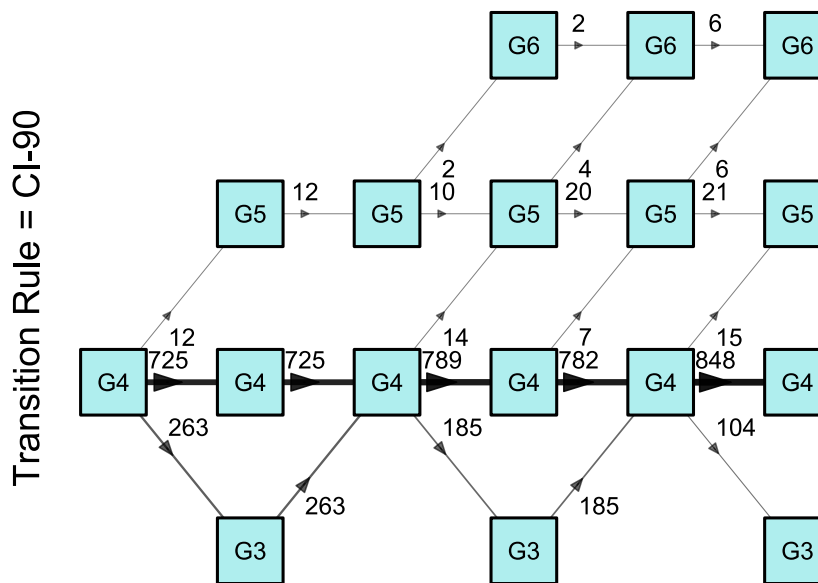 Transition Rule = CI-90
2 6
G6 G6 G6
2 4 6
12 10 20 21
G5 G5 G5 G5 G5
12 14 7 15
725 725 789 782 848
G4 G4 G4 G4 G4 G4
263 185 104
263 185
G3 G3 G3